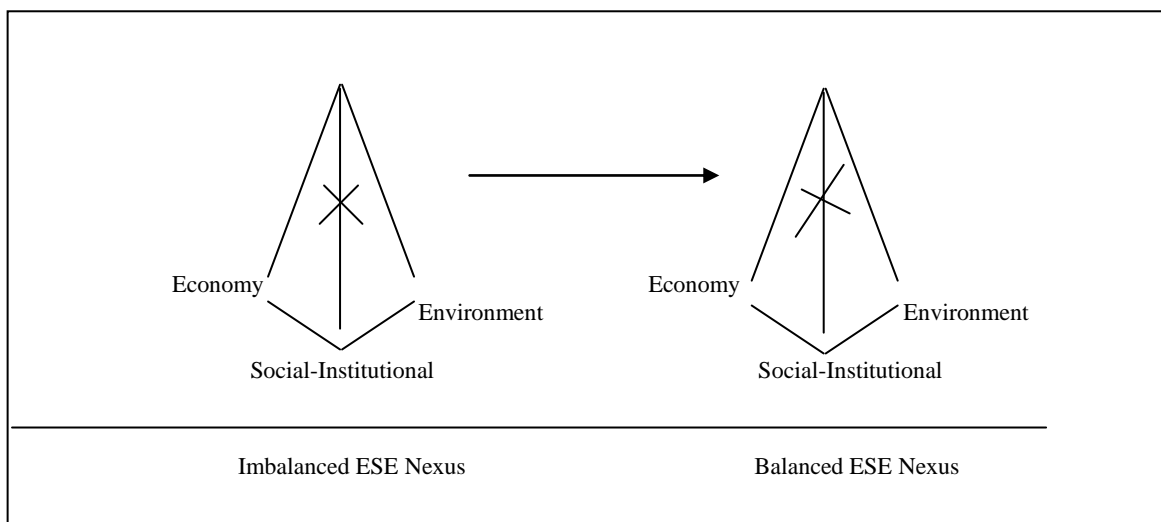 Economy
Environment
Social-Institutional
Economy
Environment
Social-Institutional
Imbalanced ESE Nexus
Balanced ESE Nexus